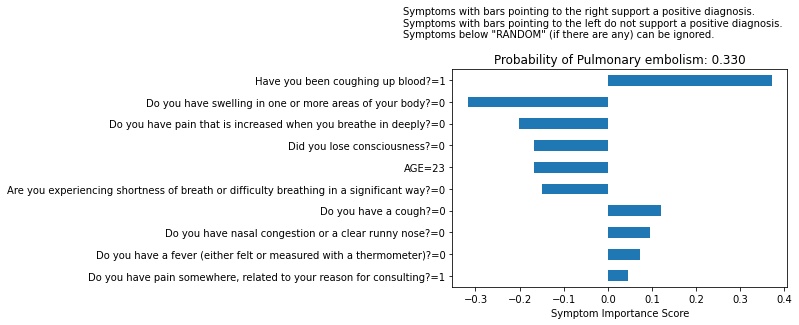 Symptoms with bars pointing to the right support a positive diagnosis.
Symptoms with bars pointing to the left do not support a positive diagnosis.
Symptoms below "RANDOM" (if there are any) can be ignored.
Probability of Pulmonary embolism: 0.330
Have you been coughing up blood?=1
Do you have swelling in one or more areas of your body?=0
Do you have pain that is increased when you breathe in deeply?=0
Did you lose consciousness?=0
AGE=23
Are you experiencing shortness of breath or difficulty breathing in a significant way?=0
Do you have a cough?=0
Do you have nasal congestion or a clear runny nose?=0
Do you have a fever (either felt or measured with a thermometer)?=0
Do you have pain somewhere, related to your reason for consulting?=1
−0.3 −0.2 −0.1 0.0 0.1 0.2 0.3 0.4
Symptom Importance Score